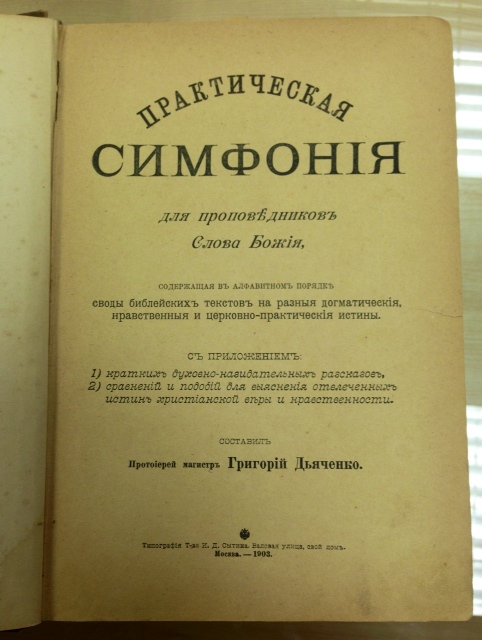 ПРАКТИЧЕСКАЯ
СИМФОНІЯ
для проповѣдниковъ
Слова Божія,
СОДЕРЖАЩАЯ ВЪ АЛФАВИТНОМЪ ПОРЯДКѢ
своды библейскихъ текстовъ на разныя догматическія,
нравственныя и церковно-практическія истины.
СЪ ПРИЛОЖЕНІЕМЪ:
1) краткихъ духовно-назидательныхъ разсказовъ,
2) сравненій и подобій для выясненія отвлеченныхъ
истинъ христіанской вѣры и нравственности.
СОСТАВИЛЪ
Протоіерей магистръ Григорій Дьяченко.
Типографія Т-ва И. Д. Сытина. Валовая улица, свой домъ.
Москва. — 1903.